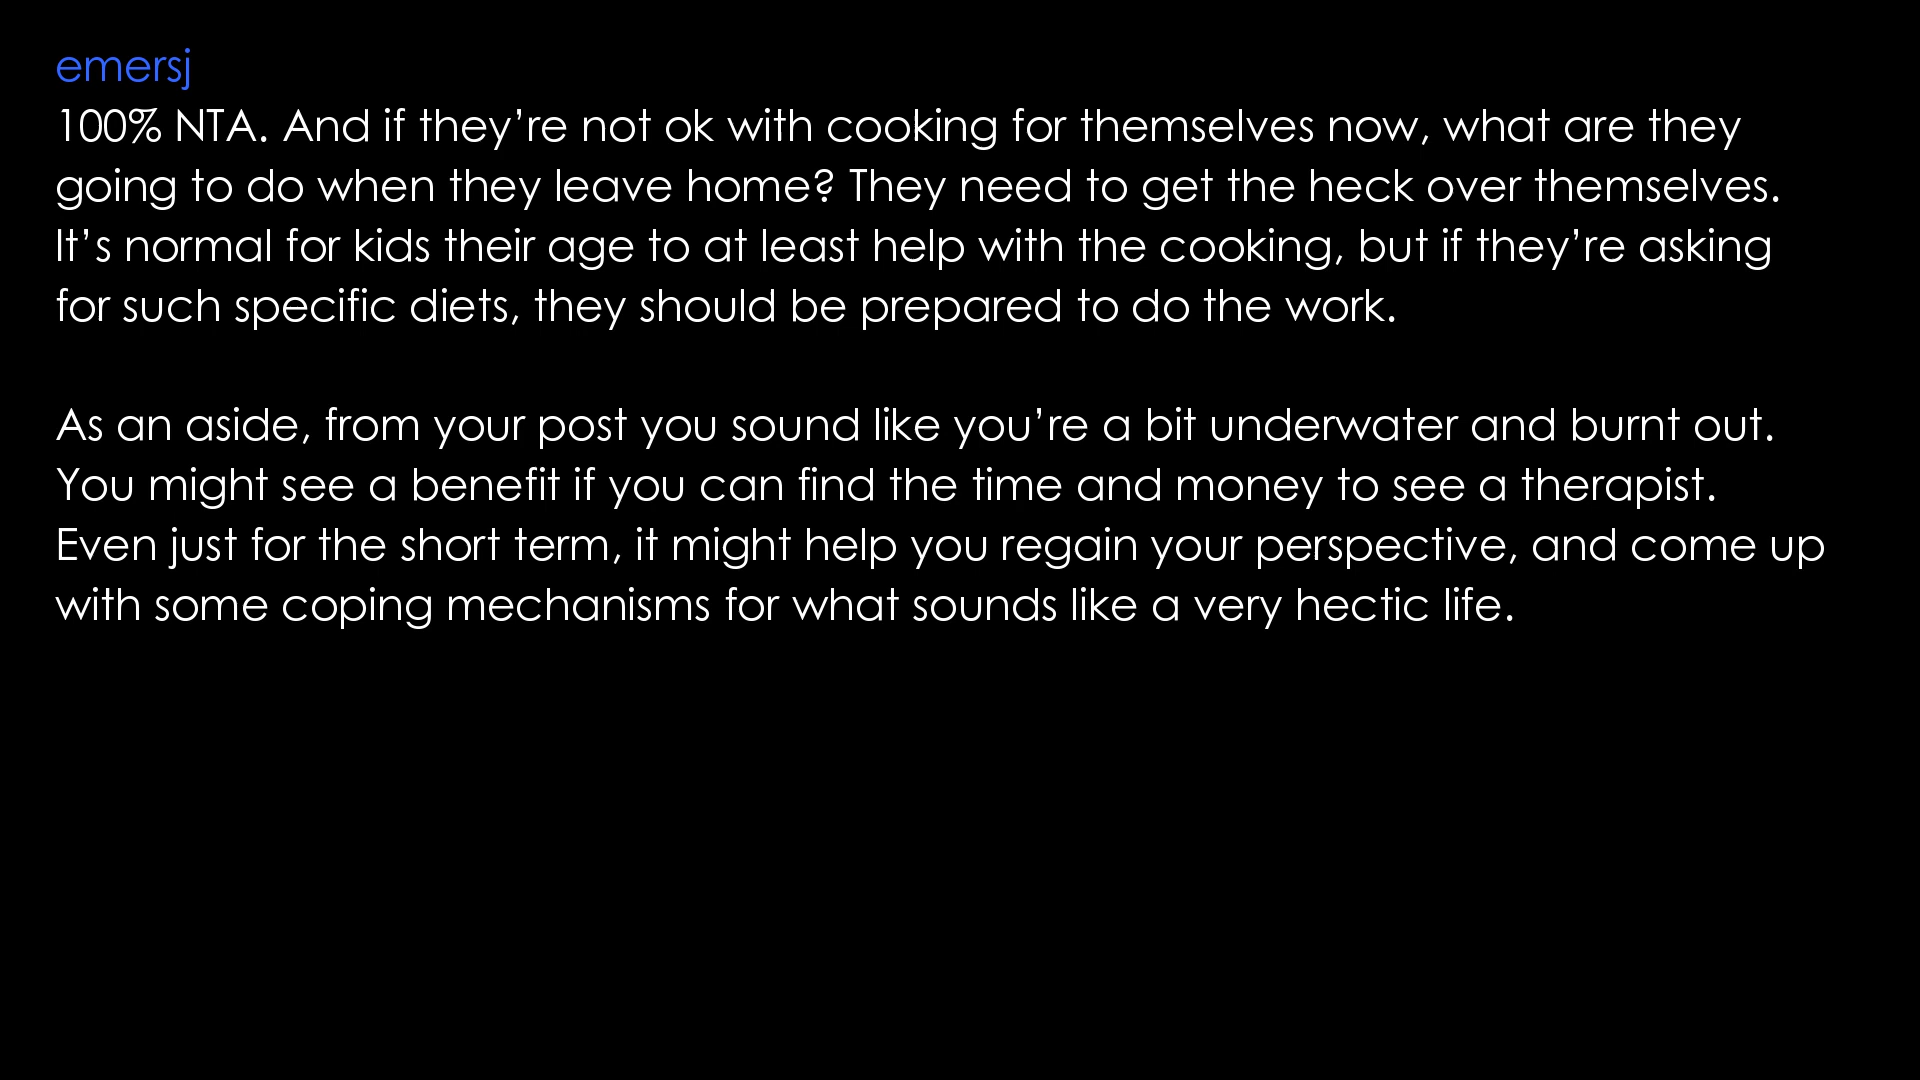 emersj
100% NTA. And if they’re not ok with cooking for themselves now, what are they
going to do when they leave home? They need to get the heck over themselves.
It’s normal for kids their age to at least help with the cooking, but if they’re asking
for such specific diets, they should be prepared to do the work.
As an aside, from your post you sound like you’re a bit underwater and burnt out.
You might see a benefit if you can find the time and money to see a therapist.
Even just for the short term, it might help you regain your perspective, and come up
with some coping mechanisms for what sounds like a very hectic life.